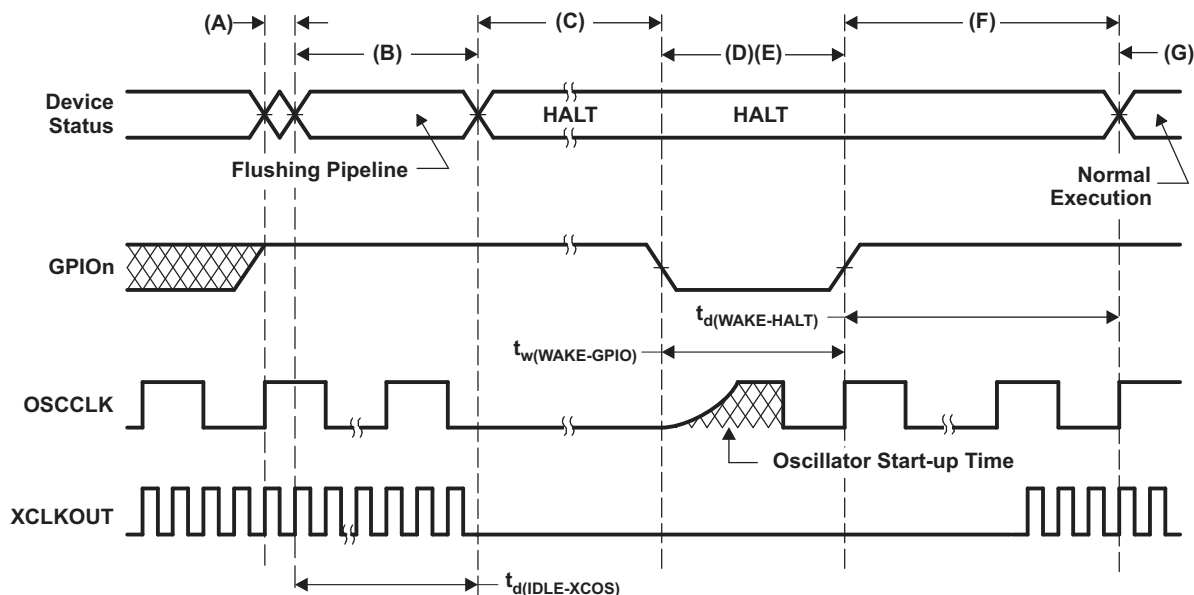 (A)
(B)
(C)
(D)(E)
(F)
(G)
Device
Status
HALT
HALT
Flushing Pipeline
Normal
Execution
GPIOn
td(WAKE-HALT)
tw(WAKE-GPIO)
OSCCLK
Oscillator Start-up Time
XCLKOUT
td(IDLE-XCOS)